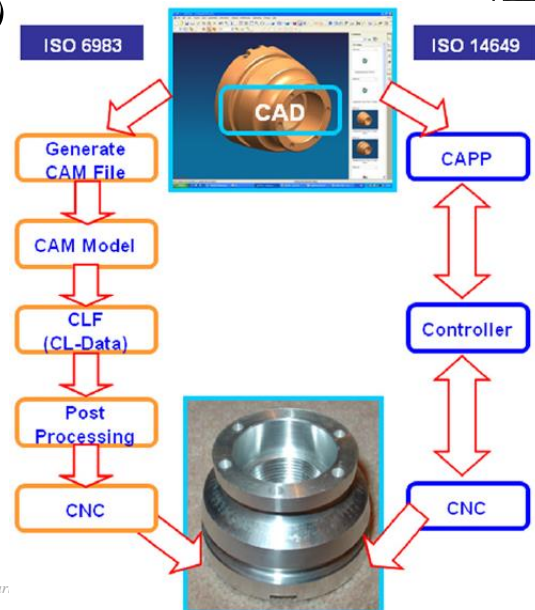 )
ISO 6983
ISO 14649
CAD
Generate
CAM File
CAM Model
CLF
(CL-Data)
Post
Processing
CNC
CAPP
Controller
CNC